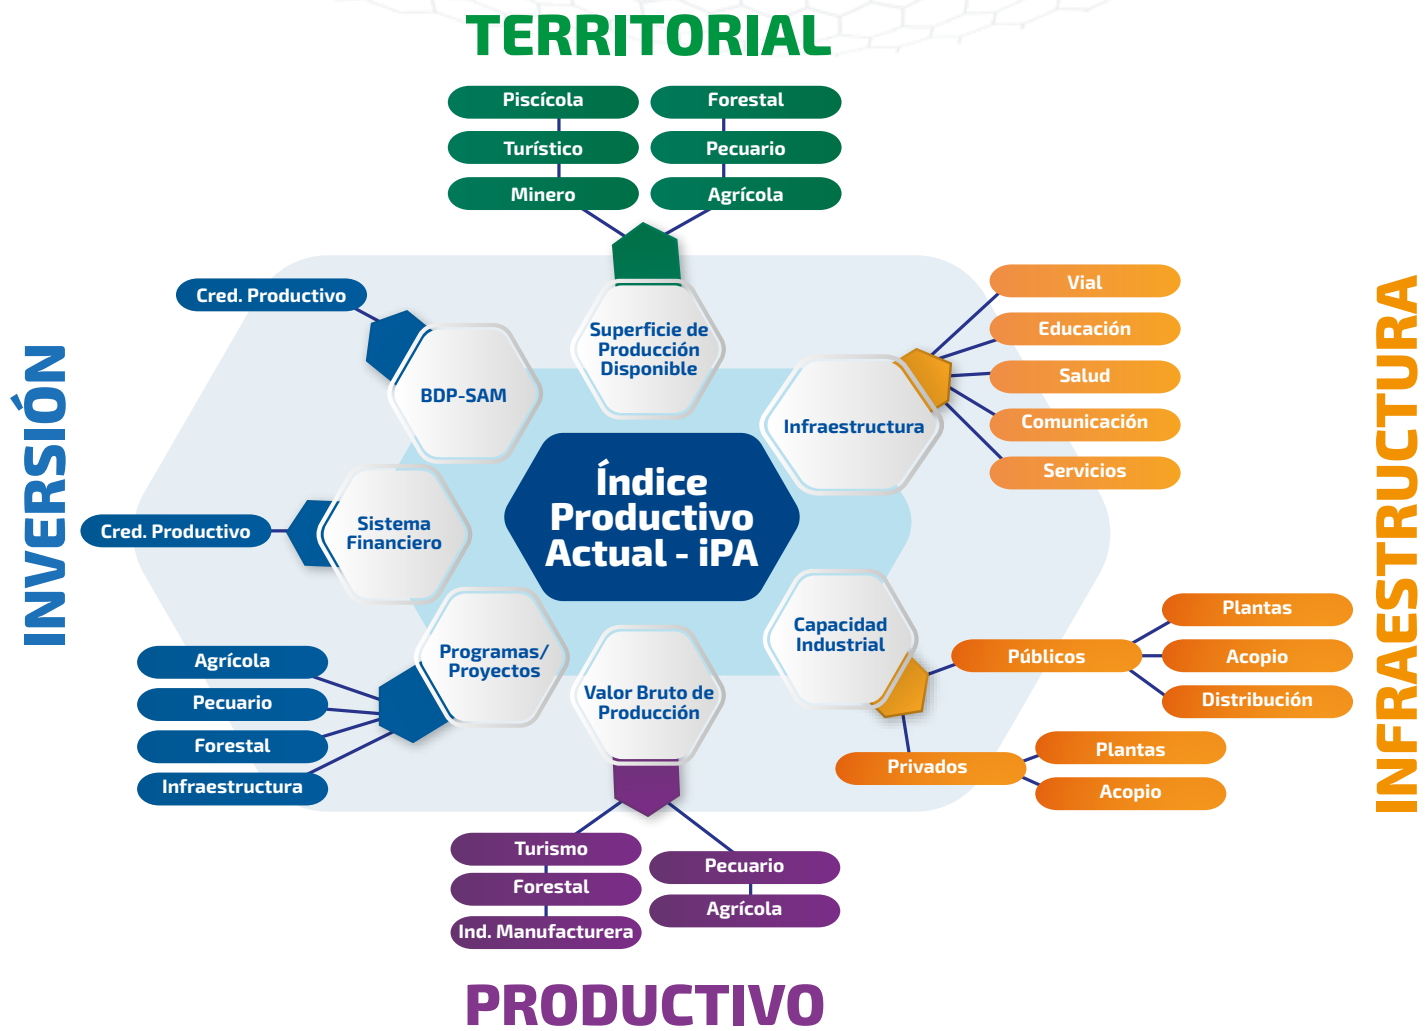 TERRITORIAL
Piscícola
Turístico
Minero
Forestal
Pecuario
Agrícola
Superficie de
Producción
Disponible
INVERSIÓN
Cred. Productivo
BDP-SAM
Cred. Productivo
Sistema
Financiero
Agrícola
Pecuario
Forestal
Infraestructura
Programas/
Proyectos
Índice
Productivo
Actual - iPA
INFRAESTRUCTURA
Infraestructura
Vial
Educación
Salud
Comunicación
Servicios
Capacidad
Industrial
Públicos
Plantas
Acopio
Distribución
Privados
Plantas
Acopio
Valor Bruto de
Producción
Turismo
Forestal
Ind. Manufacturera
Pecuario
Agrícola
PRODUCTIVO